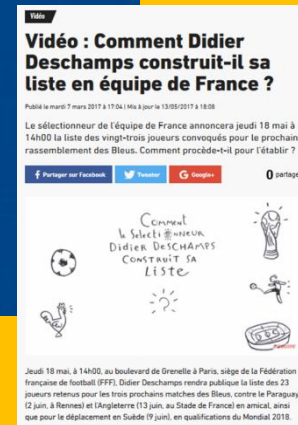 Vidéo
Vidéo : Comment Didier
Deschamps construit-il sa
liste en équipe de France ?
Publié le mardi 7 mars 2017 à 17:04 | Mis à jour le 13/05/2017 à 18:08
Le sélectionneur de l'équipe de France annoncera jeudi 18 mai à
14h00 la liste des vingt-trois joueurs convoqués pour le prochain
rassemblement des Bleus. Comment procède-t-il pour l'établir ?
Partager sur Facebook
Tweeter
Google+
0 partage
Comment
le Sélectionneur
Didier Deschamps
construit sa
liste
Jeudi 18 mai, à 14H00, au boulevard de Grenelle à Paris, siège de la Fédération
française de football (FFF), Didier Deschamps rendra publique la liste des 23
joueurs retenus pour les trois prochains matches des Bleus, contre le Paraguay
(2 juin, à Rennes) et l'Angleterre (13 juin, au Stade de France) en amical, ainsi
que pour le déplacement en Suède (9 juin), en qualifications du Mondial 2018.